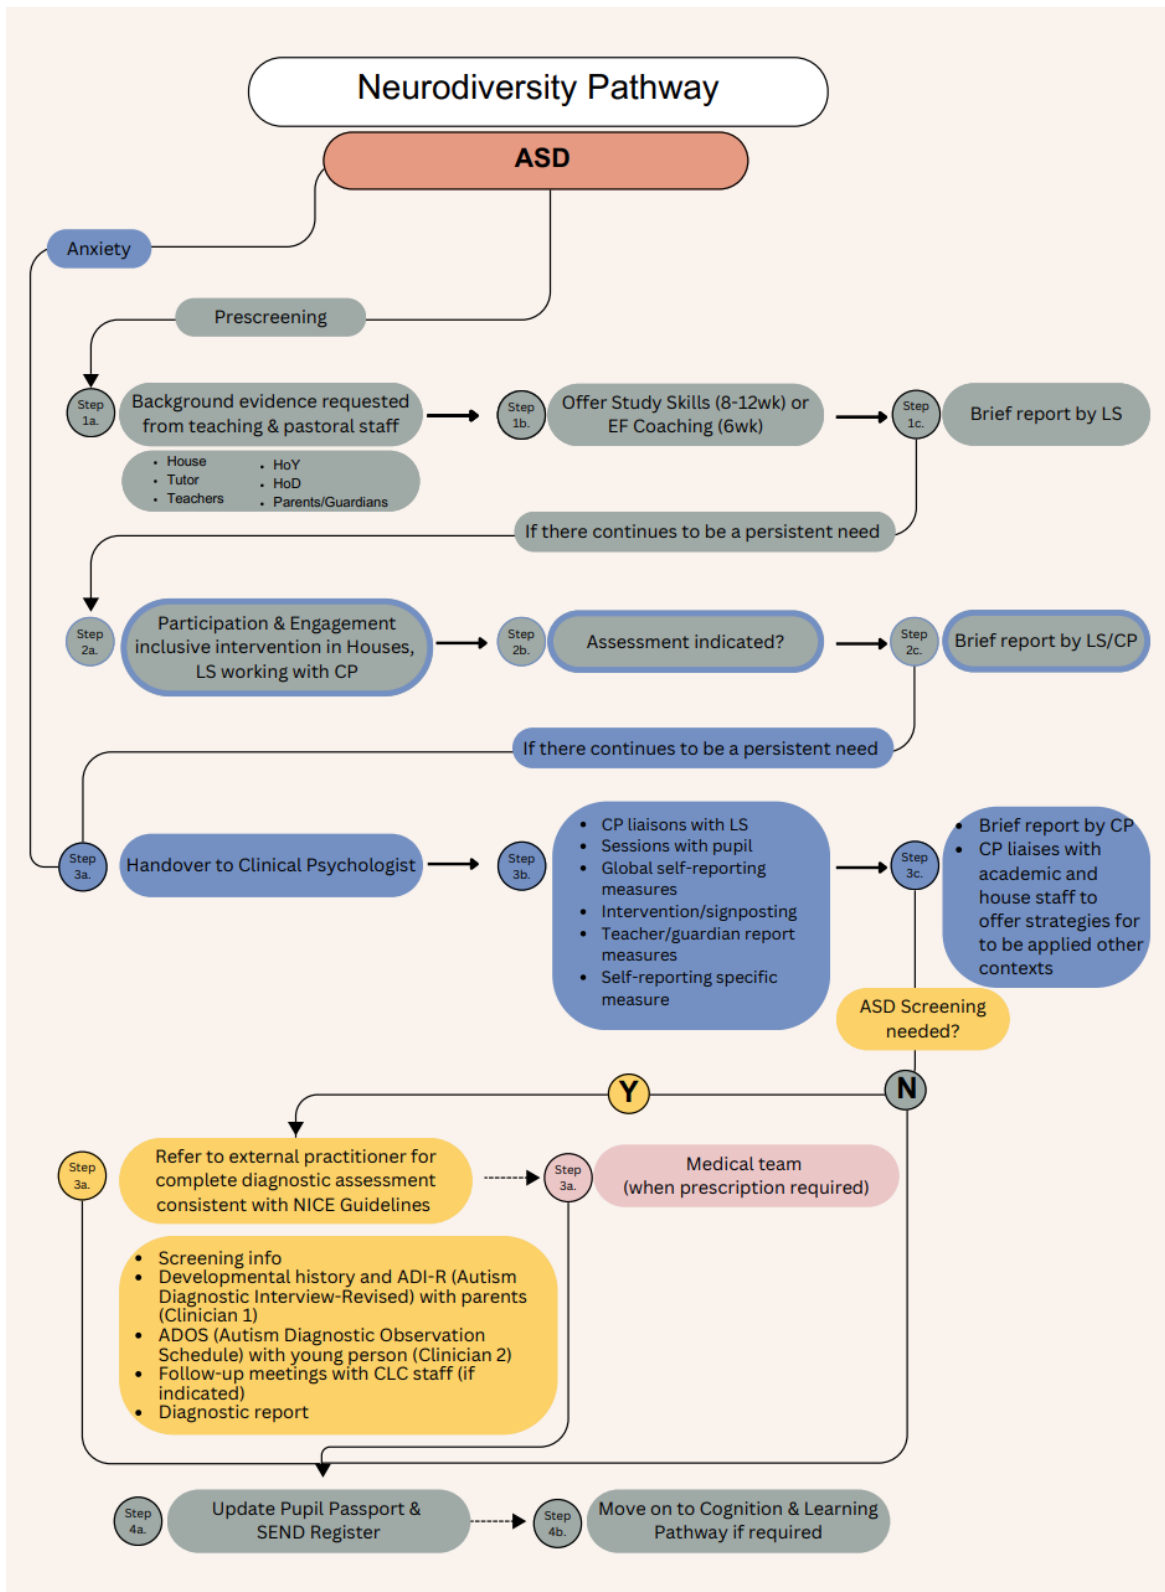 Neurodiversity Pathway
ASD
Anxiety
Prescreening
Step
1a.
Background evidence requested
from teaching & pastoral staff
• House
• Tutor
• Teachers
• HoY
• HoD
• Parents/Guardians
Step
1b.
Offer Study Skills (8-12wk) or
EF Coaching (6wk)
Step
1c.
Brief report by LS
If there continues to be a persistent need
Step
2a.
Participation & Engagement
inclusive intervention in Houses,
LS working with CP
Step
2b.
Assessment indicated?
Step
2c.
Brief report by LS/CP
If there continues to be a persistent need
Step
3a.
Handover to Clinical Psychologist
Step
3b.
• CP liaisons with LS
• Sessions with pupil
• Global self-reporting
measures
• Intervention/signposting
• Teacher/guardian report
measures
• Self-reporting specific
measure
Step
3c.
• Brief report by CP
• CP liaises with
academic and
house staff to
offer strategies for
to be applied other
contexts
ASD Screening
needed?
Y
N
Step
3a.
Refer to external practitioner for
complete diagnostic assessment
consistent with NICE Guidelines
Step
3a.
Medical team
(when prescription required)
• Screening info
• Developmental history and ADI-R (Autism
Diagnostic Interview-Revised) with parents
(Clinician 1)
• ADOS (Autism Diagnostic Observation
Schedule) with young person (Clinician 2)
• Follow-up meetings with CLC staff (if
indicated)
• Diagnostic report
Step
4a.
Update Pupil Passport &
SEND Register
Step
4b.
Move on to Cognition & Learning
Pathway if required